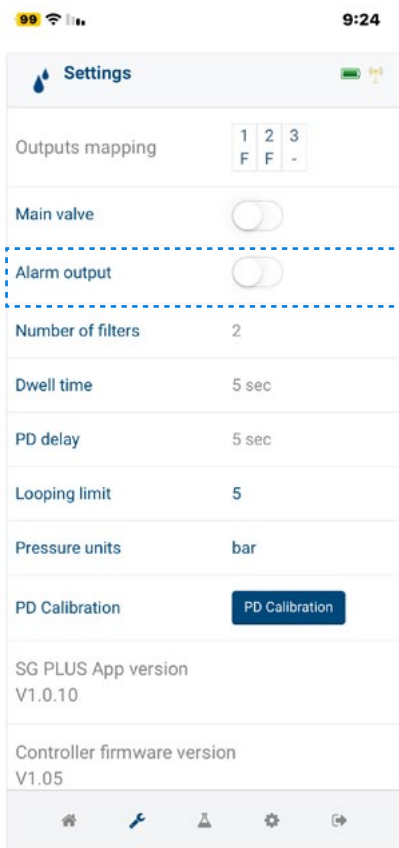 99 9:24
Settings
Outputs mapping
1 2 3
F F -
Main valve
Alarm output
Number of filters 2
Dwell time 5 sec
PD delay 5 sec
Looping limit 5
Pressure units bar
PD Calibration PD Calibration
SG PLUS App version
V1.0.10
Controller firmware version
V1.05